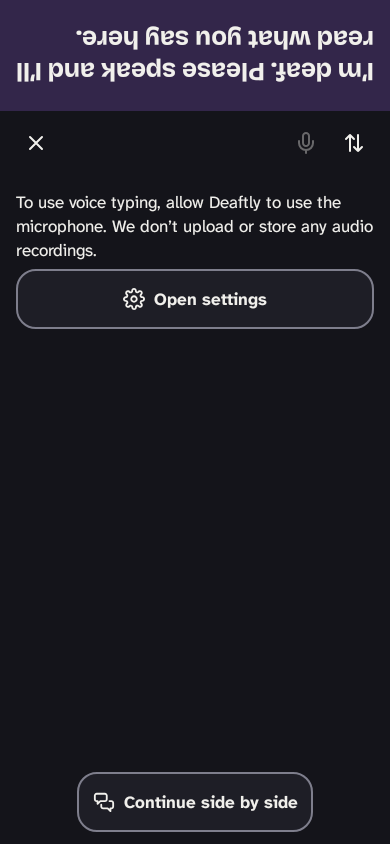 I'm deaf. Please speak and I'll
read what you say here.
To use voice typing, allow Deaftly to use the
microphone. We don’t upload or store any audio
recordings.
Open settings
Continue side by side